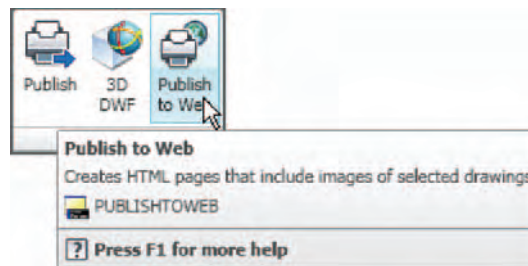 Publish
3D
DWF
Publish
to Web
Publish to Web
Creates HTML pages that include images of selected drawings
PUBLISHTOWEB
? Press F1 for more help